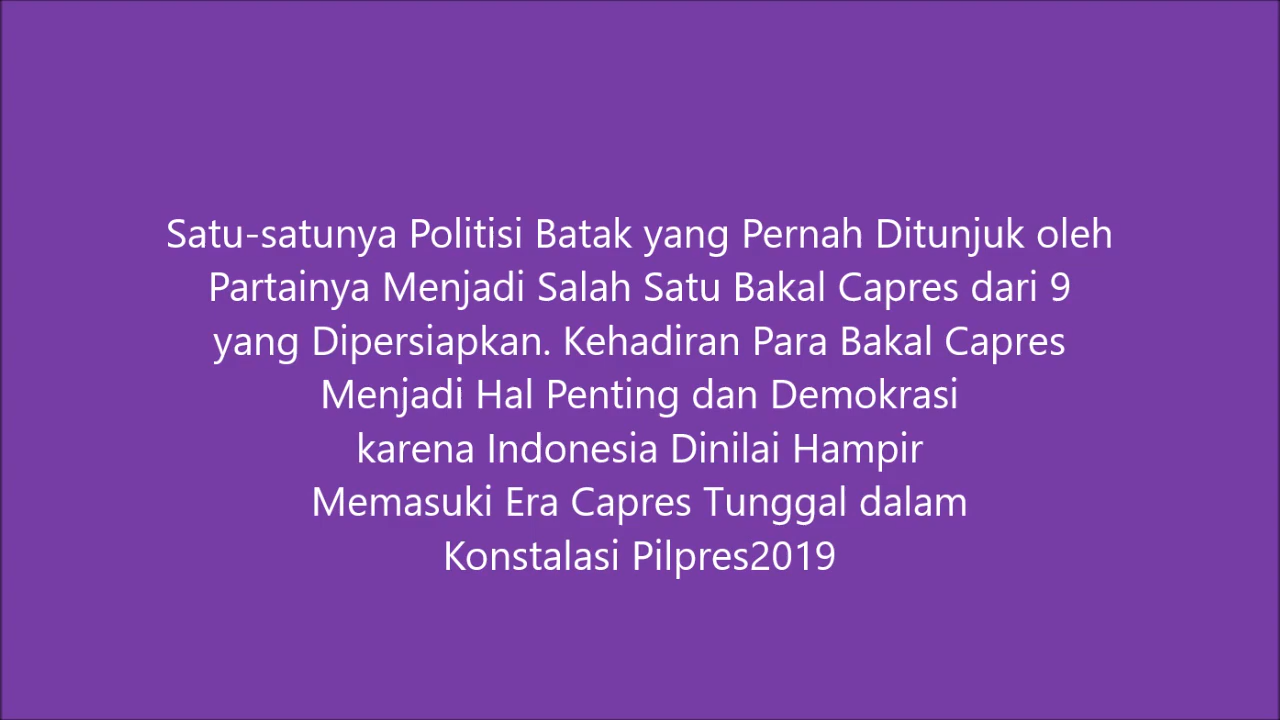 Satu-satunya Politisi Batak yang Pernah Ditunjuk oleh
Partainya Menjadi Salah Satu Bakal Capres dari 9
yang Dipersiapkan. Kehadiran Para Bakal Capres
Menjadi Hal Penting dan Demokrasi
karena Indonesia Dinilai Hampir
Memasuki Era Capres Tunggal dalam
Konstalasi Pilpres2019